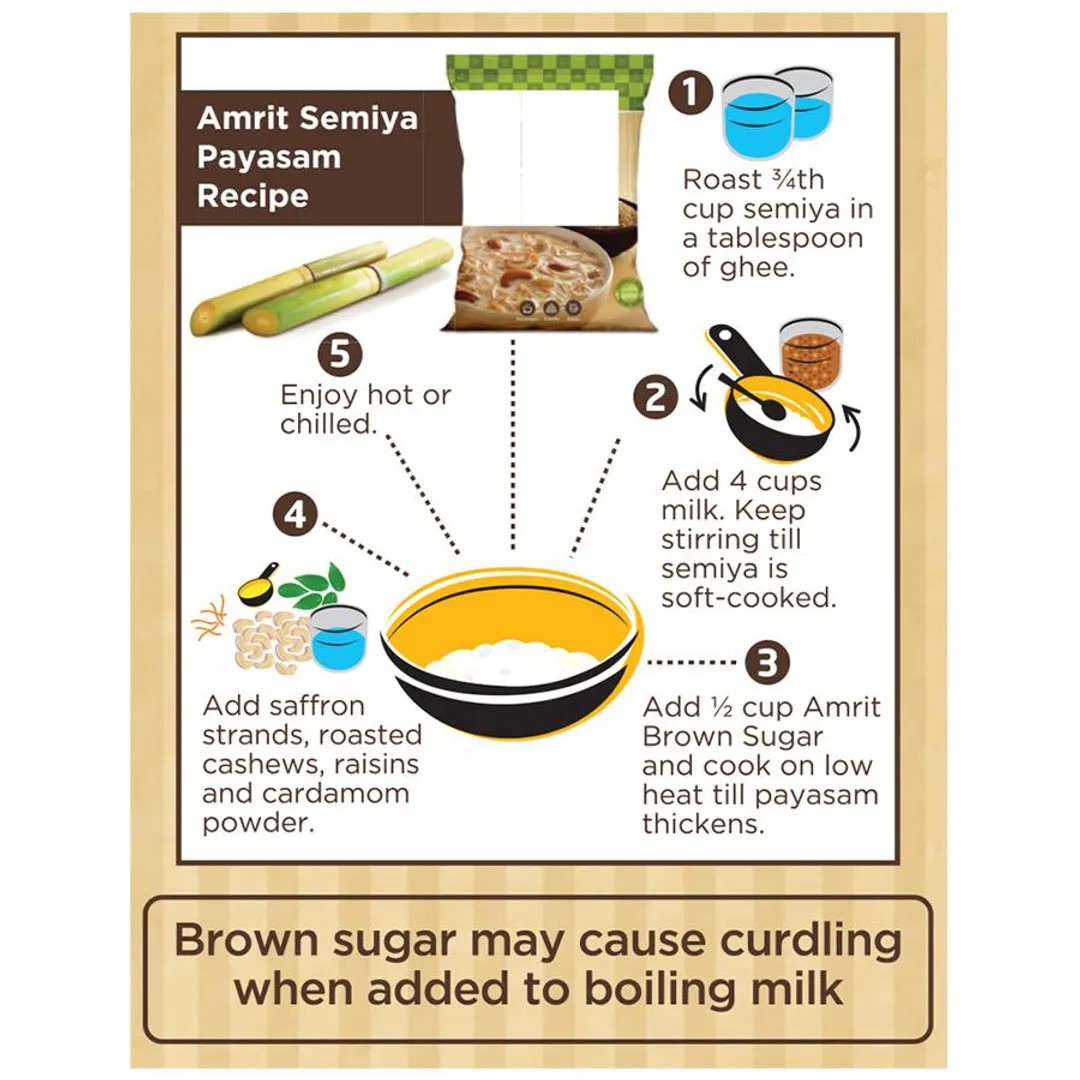 Amrit Semiya
Payasam
Recipe
1
Roast ¾th
cup semiya in
a tablespoon
of ghee.
2
Add 4 cups
milk. Keep
stirring till
semiya is
soft-cooked.
3
Add ½ cup Amrit
Brown Sugar
and cook on low
heat till payasam
thickens.
4
Add saffron
strands, roasted
cashews, raisins
and cardamom
powder.
5
Enjoy hot or
chilled.
Brown sugar may cause curdling
when added to boiling milk